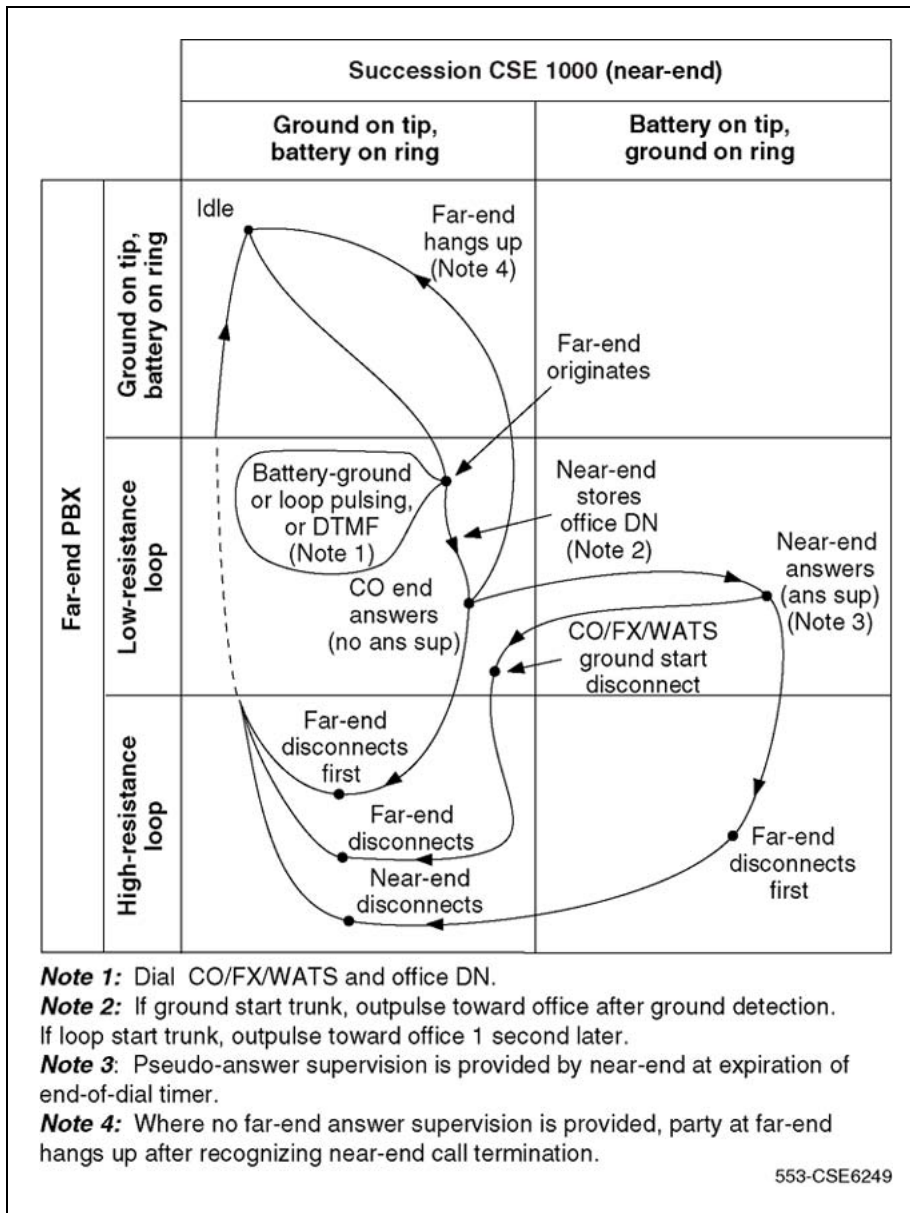 Succession CSE 1000 (near-end)
Ground on tip,
battery on ring
Battery on tip,
ground on ring
Far-end PBX
Ground on tip,
battery on ring
Idle
Far-end
hangs up
(Note 4)
Far-end
originates
Low-resistance
loop
Battery-ground
or loop pulsing,
or DTMF
(Note 1)
Near-end
stores
office DN
(Note 2)
CO end
answers
(no ans sup)
Near-end
answers
(ans sup)
(Note 3)
CO/FX/WATS
ground start
disconnect
High-resistance
loop
Far-end
disconnects
first
Far-end
disconnects
Near-end
disconnects
Far-end
disconnects
first
Note 1: Dial CO/FX/WATS and office DN.
Note 2: If ground start trunk, outpulse toward office after ground detection.
If loop start trunk, outpulse toward office 1 second later.
Note 3: Pseudo-answer supervision is provided by near-end at expiration of
end-of-dial timer.
Note 4: Where no far-end answer supervision is provided, party at far-end
hangs up after recognizing near-end call termination.
553-CSE6249